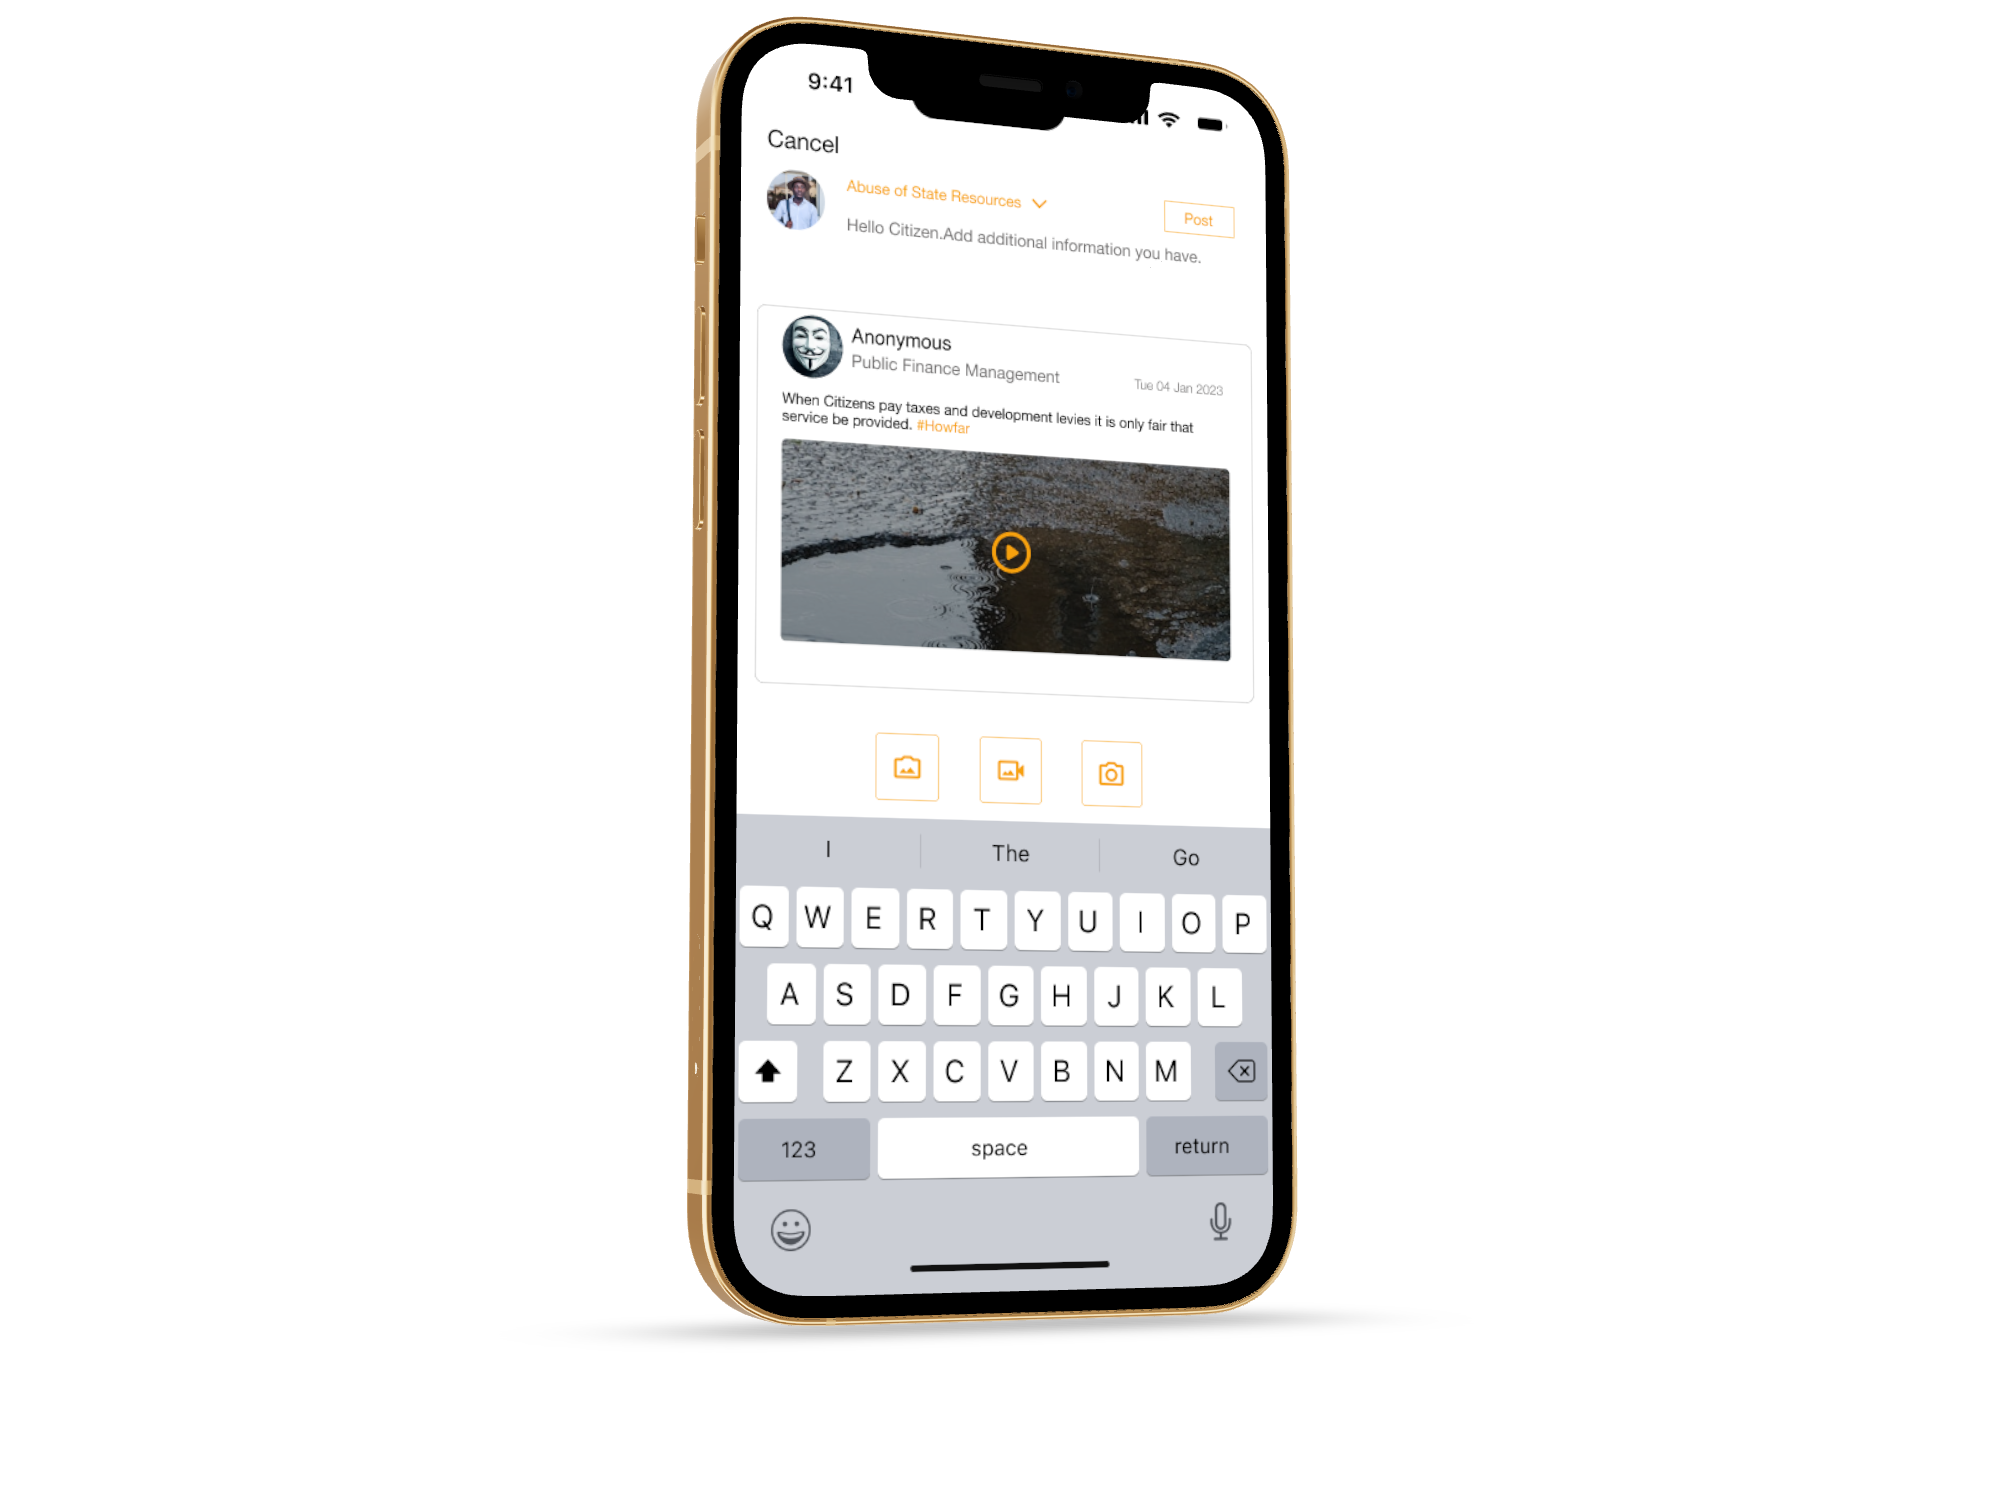 9:41
Cancel
Abuse of State Resources
Post
Hello Citizen.Add additional information you have.
Anonymous
Public Finance Management
Tue 04 Jan 2023
When Citizens pay taxes and development levies it is only fair that
service be provided. #Howfar
I The Go
Q W E R T Y U I O P
A S D F G H J K L
Z X C V B N M
123 space return